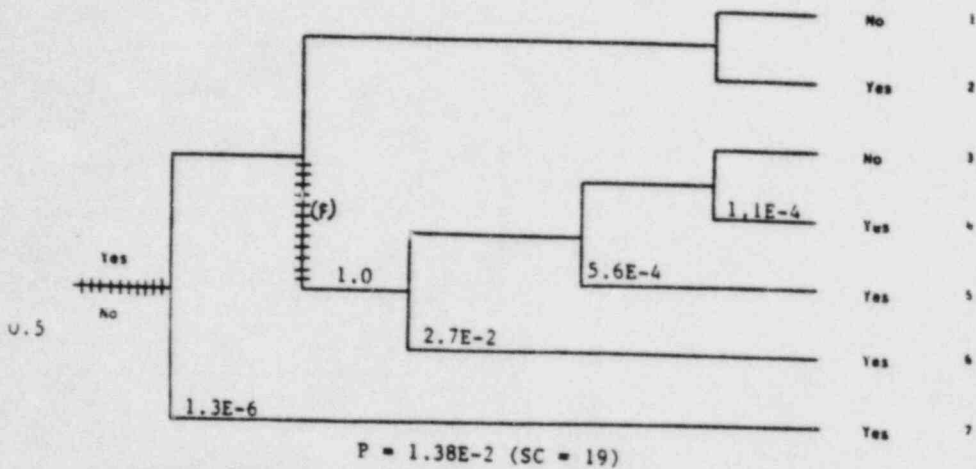 No 1
Yes 2
No 3
(F)
1.1E-4
Yus 4
Yes
1.0
5.6E-4
Yes 5
No
0.5
2.7E-2
Yes 6
1.3E-6
Yes 7
P = 1.38E-2 (SC = 19)